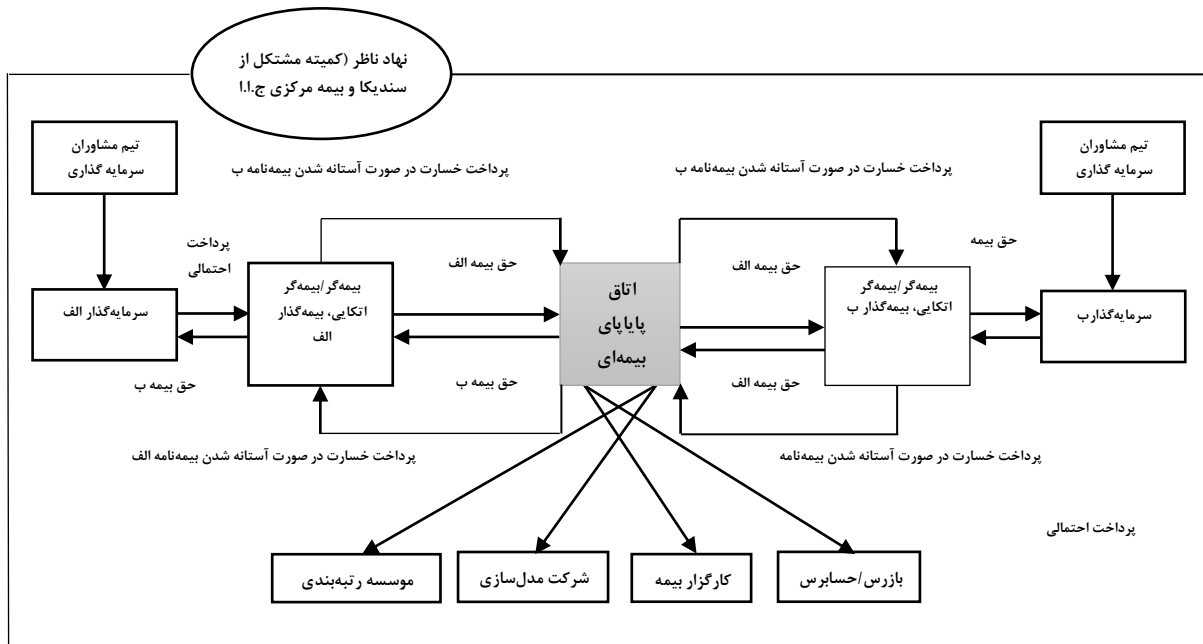 نهاد ناظر (کمیته مشتکل از
سندیکا و بیمه مرکزی ج.ا.ا
تیم مشاوران
سرمایه گذاری
تیم مشاوران
سرمایه گذاری
پرداخت خسارت در صورت آستانه شدن بیمه‌نامه ب
پرداخت خسارت در صورت آستانه شدن بیمه‌نامه ب
حق بیمه
حق بیمه الف
حق بیمه الف
پرداخت
احتمالی
سرمایه‌گذارب
بیمه‌گر/بیمه‌گر
اتکایی، بیمه‌گذار ب
اتاق
پایاپای
بیمه‌ای
بیمه‌گر/بیمه‌گر
اتکایی، بیمه‌گذار
الف
سرمایه‌گذار الف
حق بیمه الف
حق بیمه ب
حق بیمه ب
پرداخت خسارت در صورت آستانه شدن بیمه‌نامه
پرداخت خسارت در صورت آستانه شدن بیمه‌نامه الف
پرداخت احتمالی
بازرس/حسابرس
کارگزار بیمه
شرکت مدل‌سازی
موسسه رتبه‌بندی